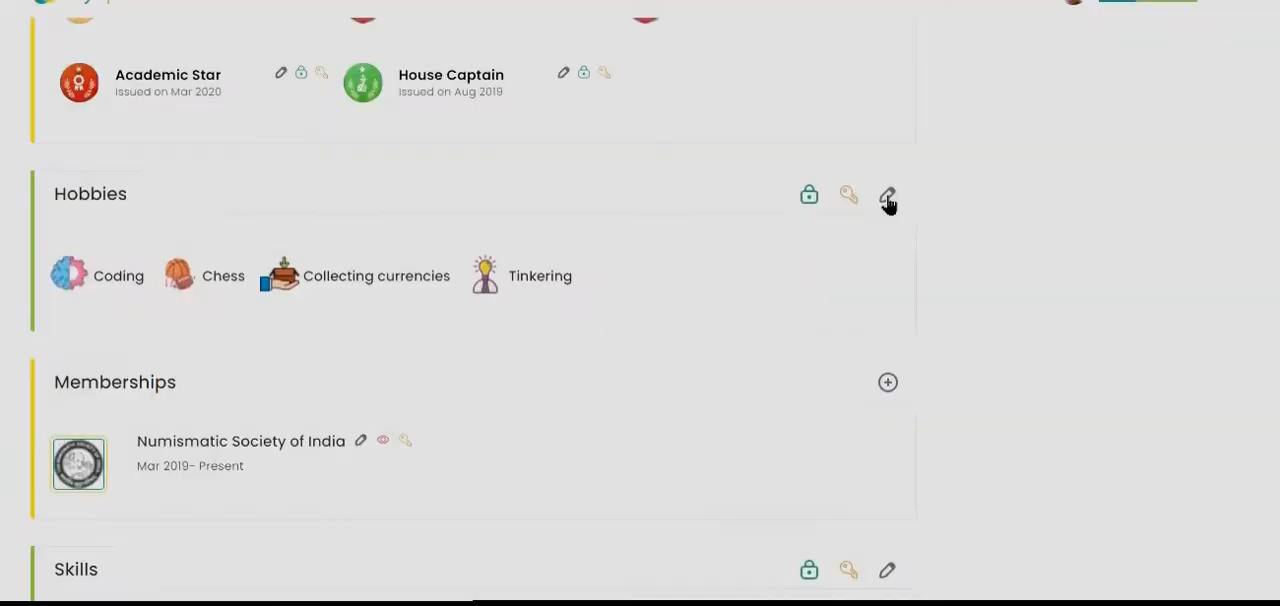 Academic Star
Issued on Mar 2020
House Captain
Issued on Aug 2019
Hobbies
Coding
Chess
Collecting currencies
Tinkering
Memberships
Numismatic Society of India
Mar 2019- Present
Skills